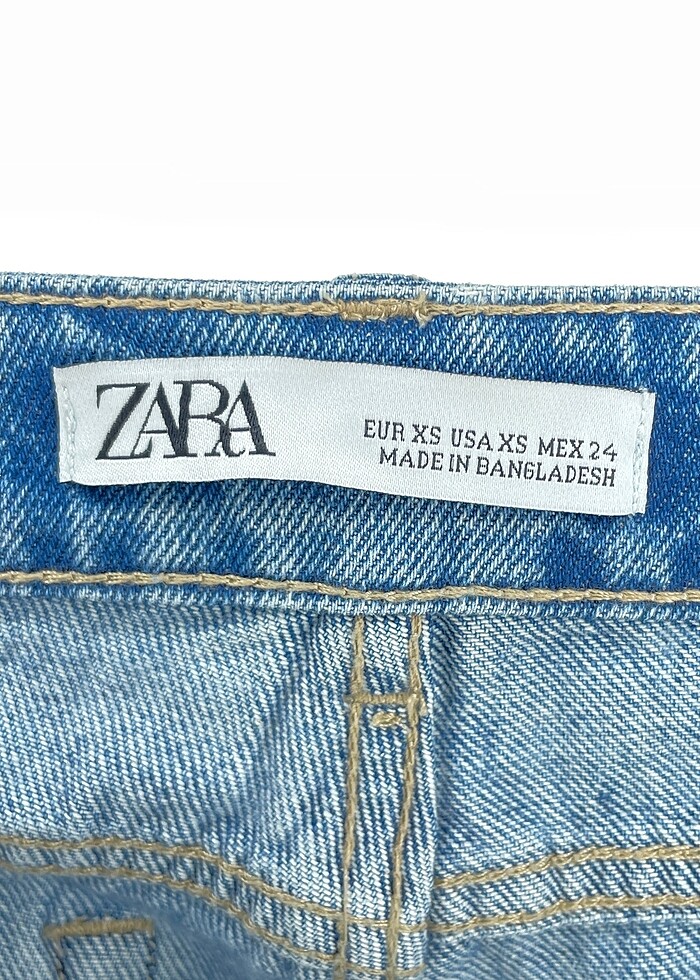 ZARA
EUR XS USA XS MEX 24
MADE IN BANGLADESH